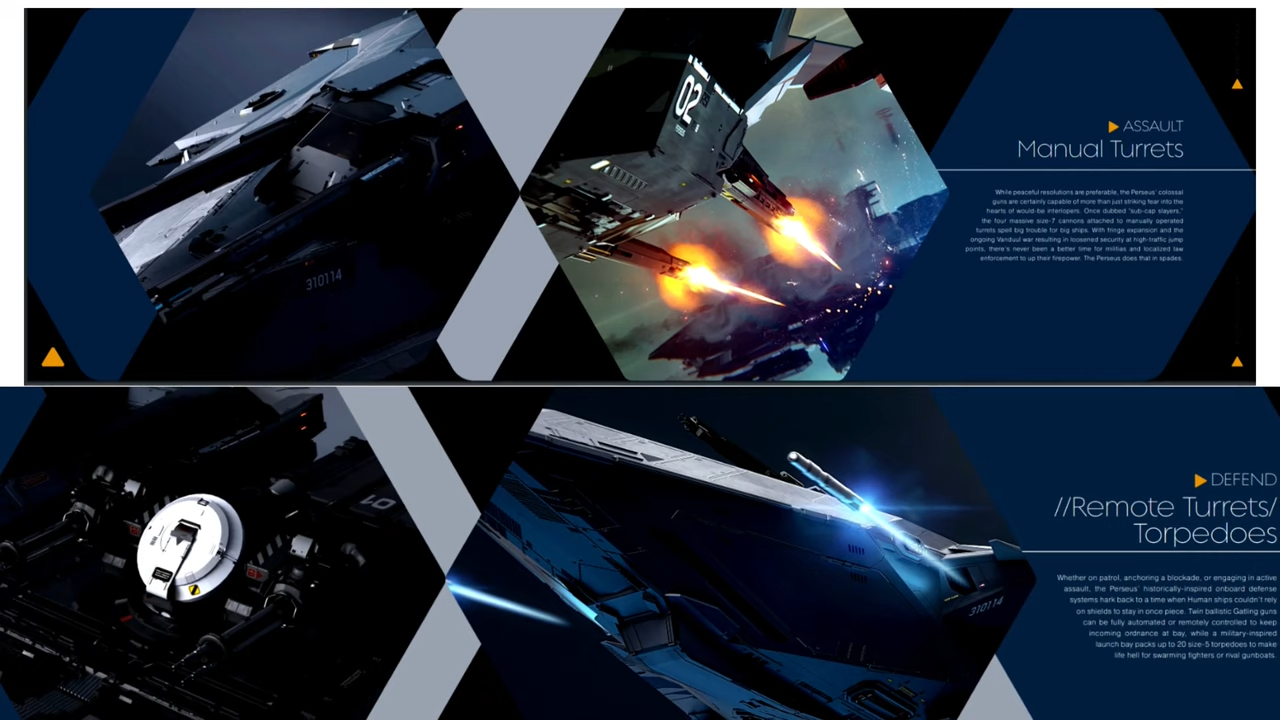 02
310114
ASSAULT
Manual Turrets
While peaceful resolutions are preferable, the Perseus' colossal
guns are certainly capable of more than just striking fear into the
hearts of would-be interlopers. Once dubbed "sub-cap slayers,"
the four massive size-7 cannons attached to manually operated
turrets spell big trouble for big ships. With fringe expansion and the
ongoing Vanduul war resulting in loosened security at high-traffic jump
points, there's never been a better time for militias and localized law
enforcement to up their firepower. The Perseus does that in spades.
01
310114
DEFEND
//Remote Turrets/
Torpedoes
Whether on patrol, anchoring a blockade, or engaging in active
assault, the Perseus' historically-inspired onboard defense
systems hark back to a time when Human ships couldn't rely
on shields to stay in once piece. Twin ballistic Gatling guns
can be fully automated or remotely controlled to keep
incoming ordnance at bay, while a military-inspired
launch bay packs up to 20 size-5 torpedoes to make
life hell for swarming fighters or rival gunboats.